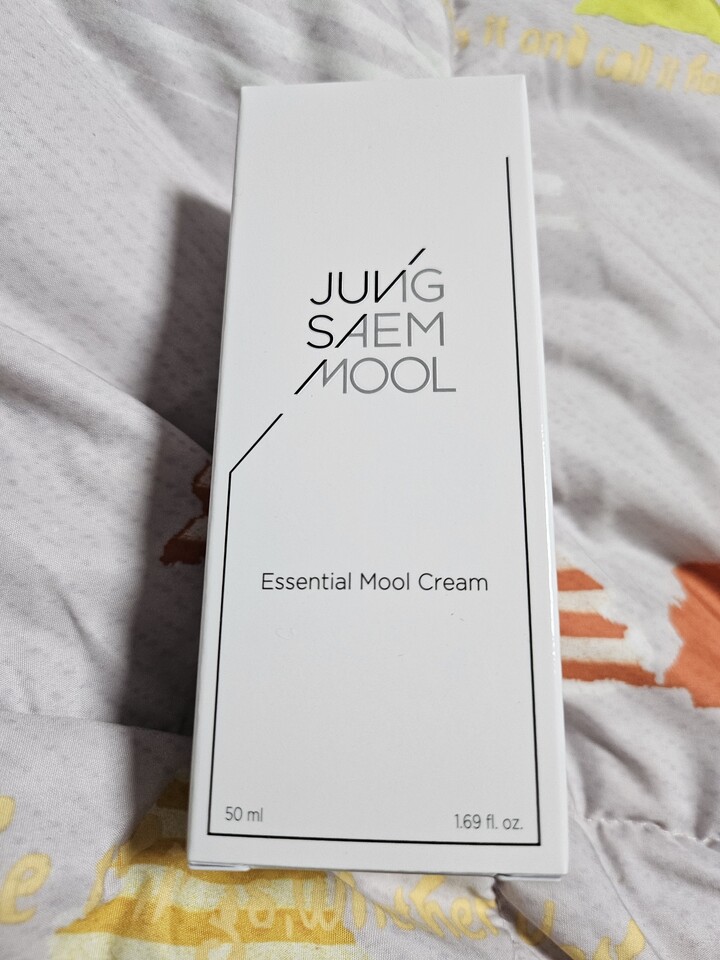 it and call it
JUNG
SAEM
MOOL
Essential Mool Cream
50 ml
1.69 fl. oz.